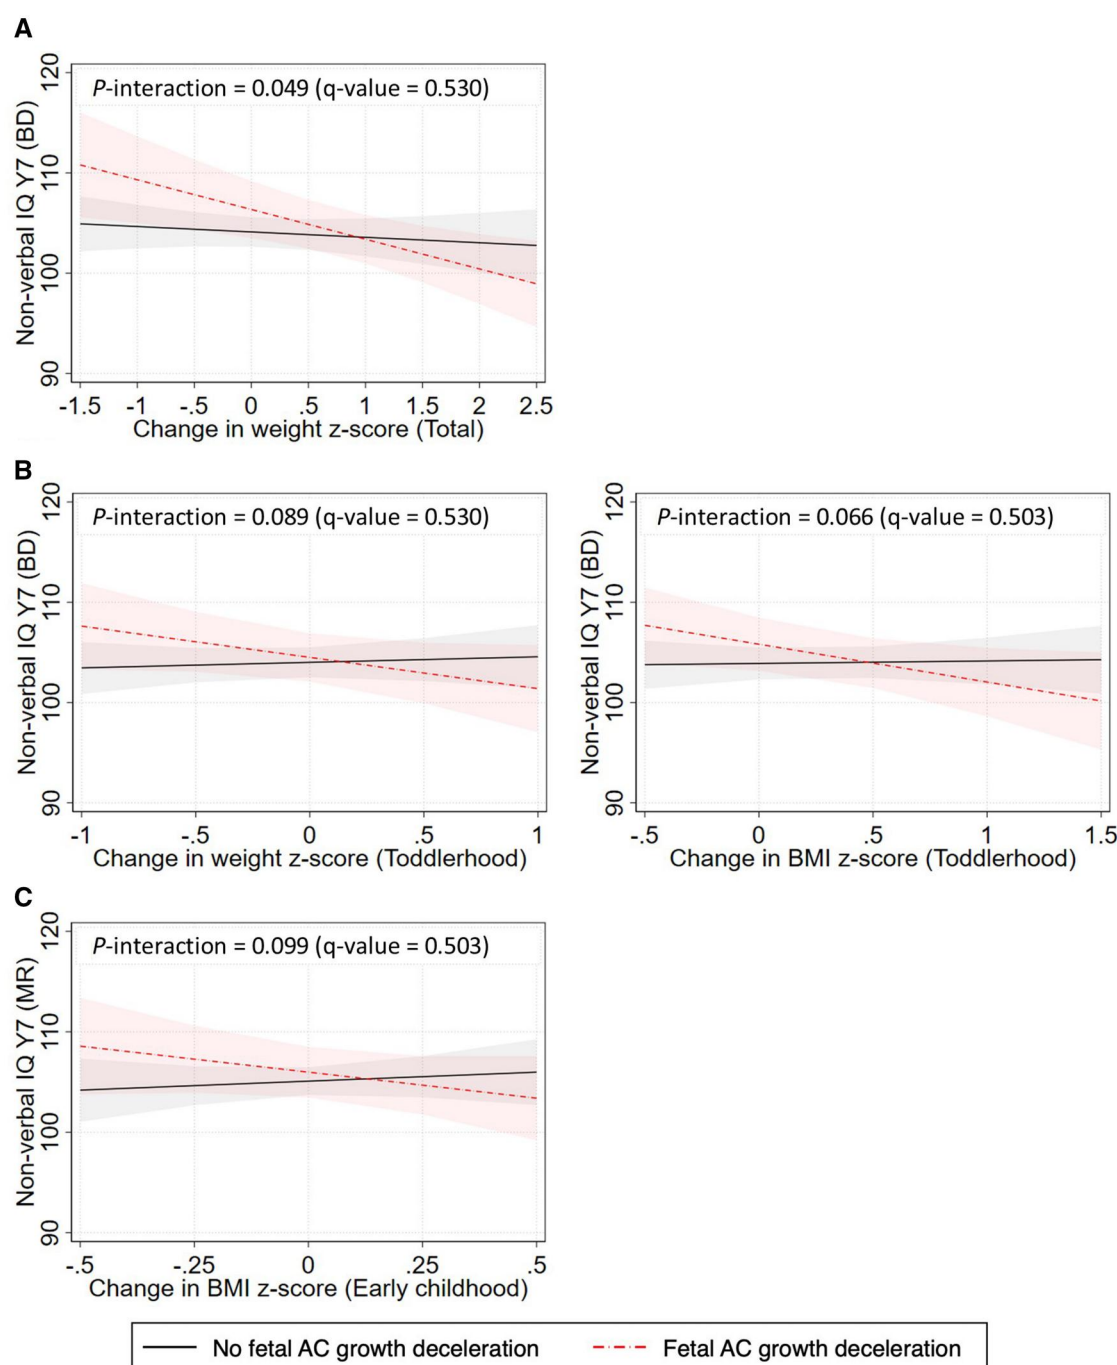 A
P-interaction = 0.049 (q-value = 0.530)
Non-verbal IQ Y7 (BD)
120
110
100
90
-1.5 -1 -.5 0 .5 1 1.5 2 2.5
Change in weight z-score (Total)
B
P-interaction = 0.089 (q-value = 0.530)
Non-verbal IQ Y7 (BD)
120
110
100
90
-1 -.5 0 .5 1
Change in weight z-score (Toddlerhood)
P-interaction = 0.066 (q-value = 0.503)
Non-verbal IQ Y7 (BD)
120
110
100
90
-.5 0 .5 1 1.5
Change in BMI z-score (Toddlerhood)
C
P-interaction = 0.099 (q-value = 0.503)
Non-verbal IQ Y7 (MR)
120
110
100
90
-.5 -.25 0 .25 .5
Change in BMI z-score (Early childhood)
No fetal AC growth deceleration
Fetal AC growth deceleration